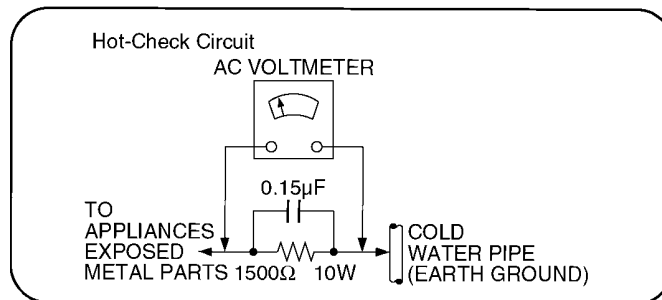 Hot-Check Circuit
AC VOLTMETER
0.15µF
TO
APPLIANCES
EXPOSED
METAL PARTS
1500Ω
10W
COLD
WATER PIPE
(EARTH GROUND)